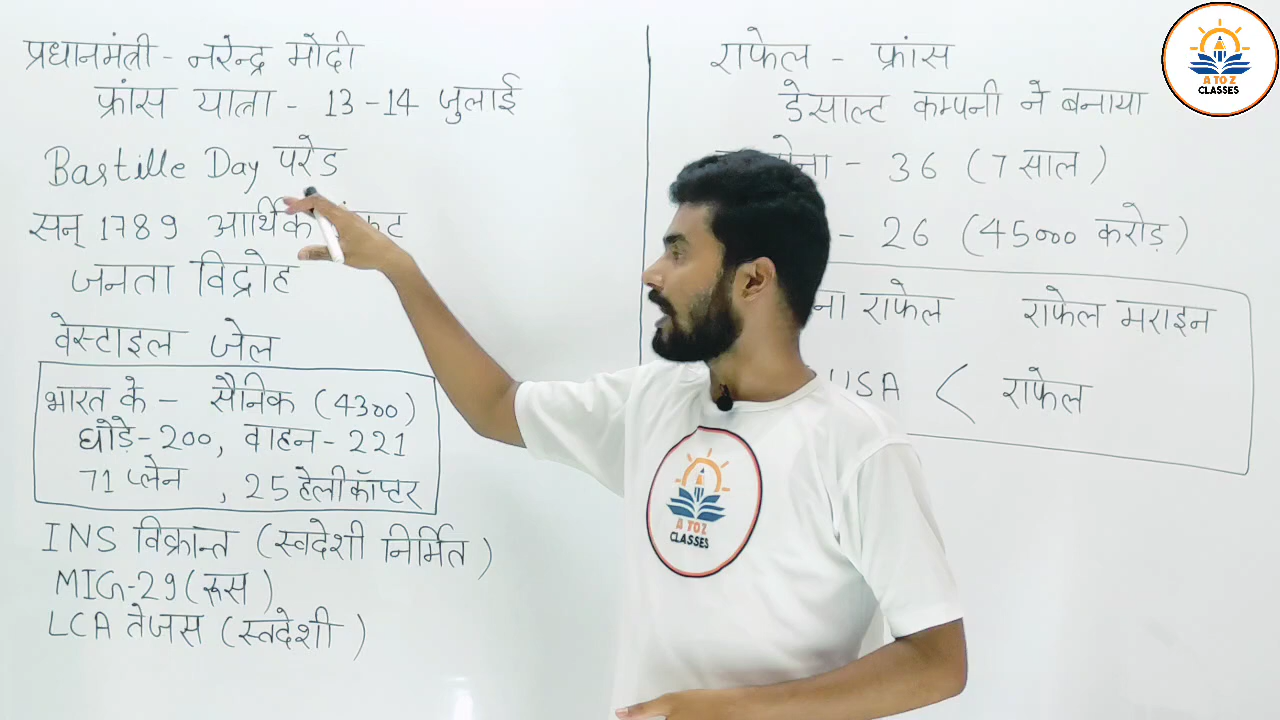 प्रधानमंत्री - नरेन्द्र मोदी
फ्रांस यात्रा - 13 -14 जुलाई
Bastille Day परेड
सन् 1789 आर्थिक
जनता विद्रोह
वेस्टाइल जेल
भारत के - सैनिक (4300)
घोड़े - 200, वाहन - 221
71 प्लेन , 25 हेलीकॉप्टर
INS विक्रान्त (स्वदेशी निर्मित )
MIG-29 (रूस )
LCA तेजस (स्वदेशी )
राफेल - फ्रांस
डेसाल्ट कम्पनी ने बनाया
- 36 (7 साल )
- 26 (45000 करोड़ )
राफेल राफेल मराइन
USA < राफेल
A TO Z
CLASSES
A TO Z
CLASSES